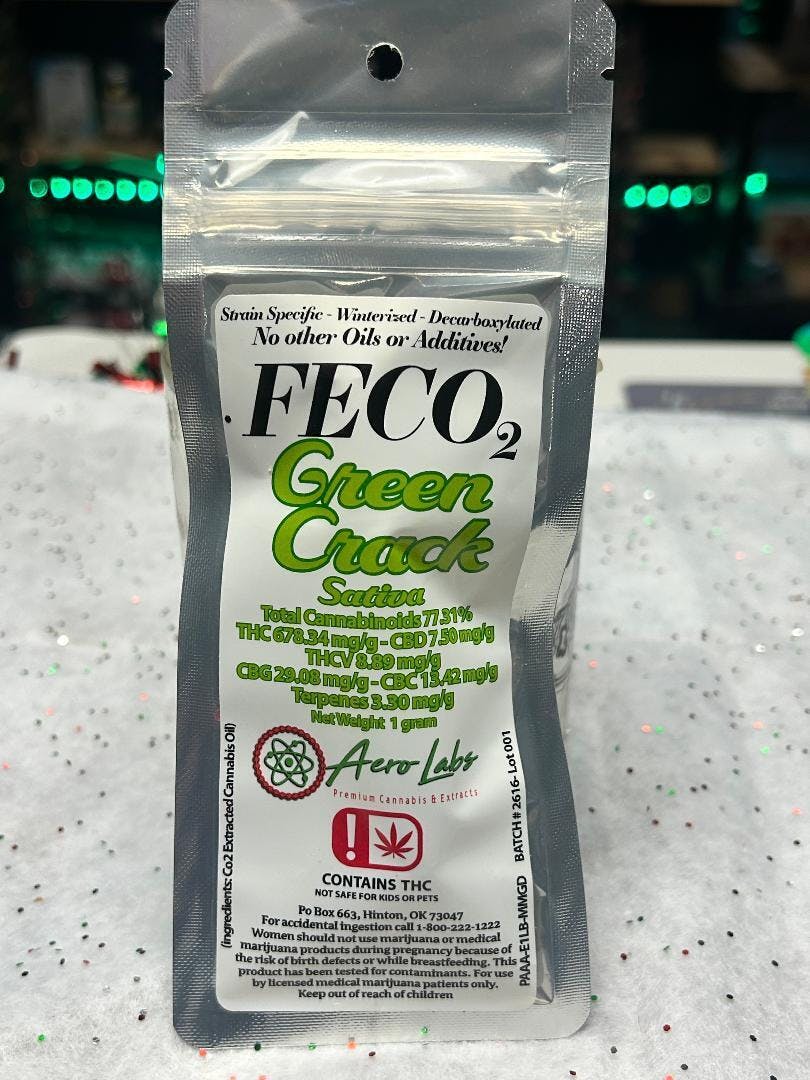 Strain Specific - Winterized - Decarboxylated
No other Oils or Additives!
FECO2
Green
Crack
Sativa
Total Cannabinoids 77.31%
THC 678.34 mg/g - CBD 7.50 mg/g
THCV 8.89 mg/g
CBG 29.08 mg/g - CBC 13.42 mg/g
Terpenes 3.30 mg/g
Net Weight 1 gram
Aero Labs
Premium Cannabis & Extracts
!
CONTAINS THC
NOT SAFE FOR KIDS OR PETS
Po Box 663, Hinton, OK 73047
For accidental ingestion call 1-800-222-1222
Women should not use marijuana or medical
marijuana products during pregnancy because of
the risk of birth defects or while breastfeeding. This
product has been tested for contaminants. For use
by licensed medical marijuana patients only.
Keep out of reach of children
(ingredients: Co2 Extracted Cannabis Oil)
PAAA-E1LB-MMGD BATCH # 2616- Lot 001